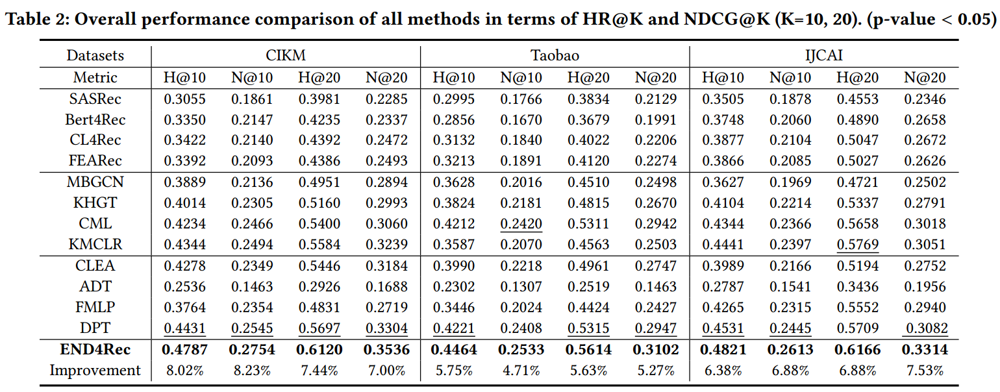 Table 2: Overall performance comparison of all methods in terms of HR@K and NDCG@K (K=10, 20). (p-value < 0.05)
Datasets CIKM Taobao IJCAI
Metric H@10 N@10 H@20 N@20 H@10 N@10 H@20 N@20 H@10 N@10 H@20 N@20
SASRec 0.3055 0.1861 0.3981 0.2285 0.2995 0.1766 0.3834 0.2129 0.3505 0.1878 0.4553 0.2346
Bert4Rec 0.3350 0.2147 0.4235 0.2337 0.2856 0.1670 0.3679 0.1991 0.3748 0.2060 0.4890 0.2658
CL4Rec 0.3422 0.2140 0.4392 0.2472 0.3132 0.1840 0.4022 0.2206 0.3877 0.2104 0.5047 0.2672
FEARec 0.3392 0.2093 0.4386 0.2493 0.3213 0.1891 0.4120 0.2274 0.3866 0.2085 0.5027 0.2626
MBGCN 0.3889 0.2136 0.4951 0.2894 0.3628 0.2016 0.4510 0.2498 0.3627 0.1969 0.4721 0.2502
KHGT 0.4014 0.2305 0.5160 0.2993 0.3824 0.2181 0.4815 0.2670 0.4104 0.2214 0.5337 0.2791
CML 0.4234 0.2466 0.5400 0.3060 0.4212 0.2420 0.5311 0.2942 0.4344 0.2366 0.5658 0.3018
KMCLR 0.4344 0.2494 0.5584 0.3239 0.3587 0.2070 0.4563 0.2503 0.4441 0.2397 0.5769 0.3051
CLEA 0.4278 0.2349 0.5446 0.3184 0.3990 0.2218 0.4961 0.2747 0.3989 0.2166 0.5194 0.2752
ADT 0.2536 0.1463 0.2926 0.1688 0.2302 0.1307 0.2519 0.1463 0.2787 0.1541 0.3436 0.1956
FMLP 0.3764 0.2354 0.4831 0.2719 0.3446 0.2024 0.4424 0.2427 0.4265 0.2315 0.5552 0.2940
DPT 0.4431 0.2545 0.5697 0.3304 0.4221 0.2408 0.5315 0.2947 0.4531 0.2445 0.5709 0.3082
END4Rec 0.4787 0.2754 0.6120 0.3536 0.4464 0.2533 0.5614 0.3102 0.4821 0.2613 0.6166 0.3314
Improvement 8.02% 8.23% 7.44% 7.00% 5.75% 4.71% 5.63% 5.27% 6.38% 6.88% 6.88% 7.53%